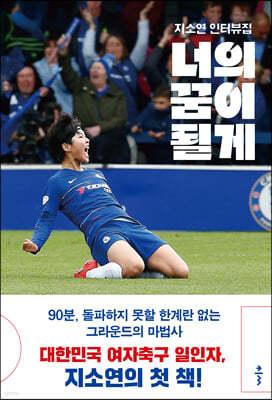 지소연 인터뷰집
너의
꿈이
될게
YOKOHAMA
TYRES
90분, 돌파하지 못할 한계란 없는
그라운드의 마법사
대한민국 여자축구 일인자,
지소연의 첫 책!